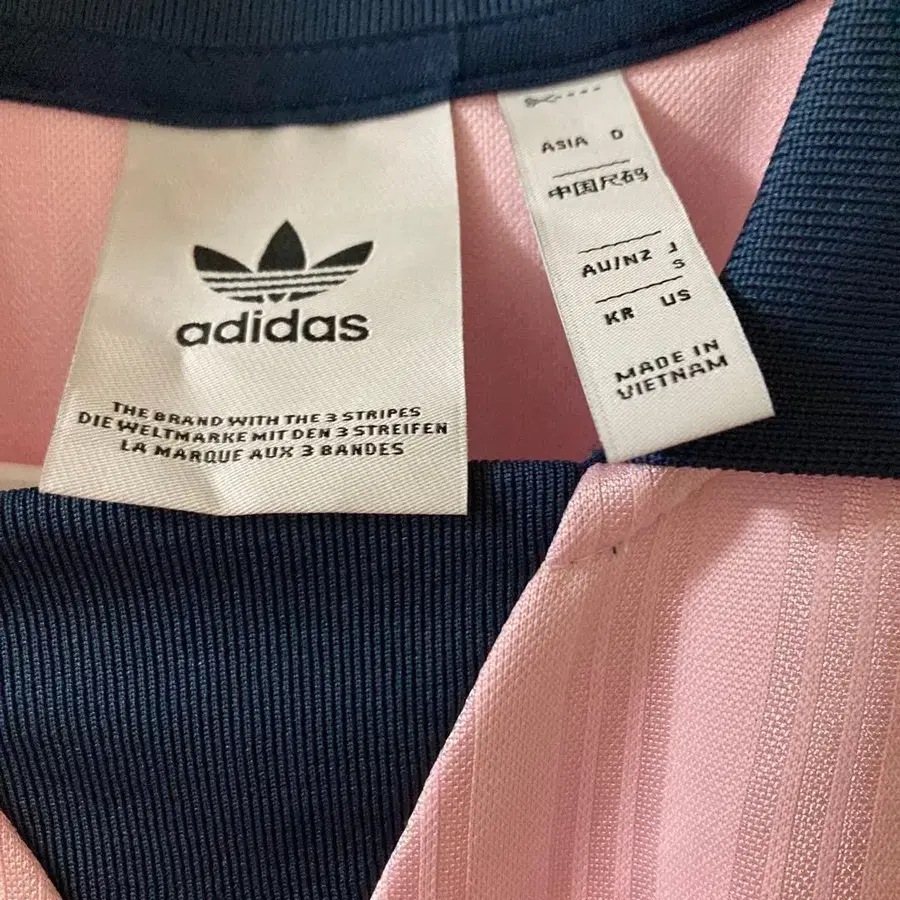 adidas
THE BRAND WITH THE 3 STRIPES
DIE WELTMARKE MIT DEN 3 STREIFEN
LA MARQUE AUX 3 BANDES
ASIA
中国尺码
AU/NZ J
S
KR US
MADE IN
VIETNAM